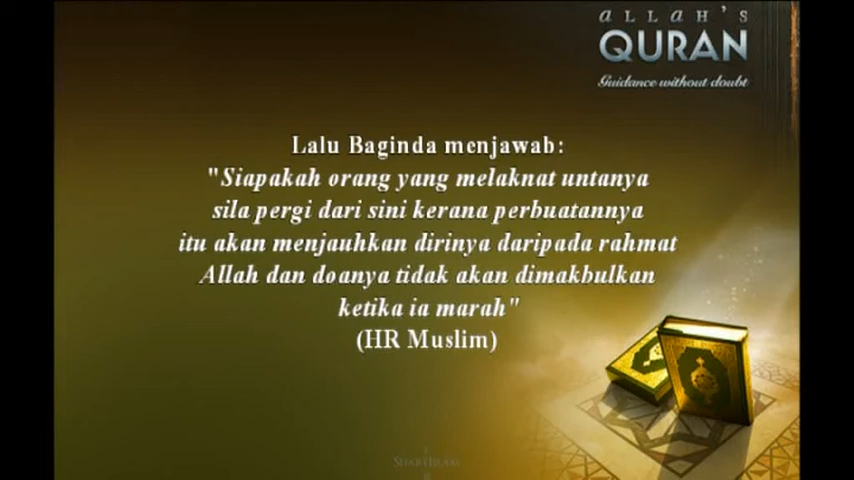 ALLAH'S
QURAN
Guidance without doubt
Lalu Baginda menjawab:
"Siapakah orang yang melaknat untanya
sila pergi dari sini kerana perbuatannya
itu akan menjauhkan dirinya daripada rahmat
Allah dan doanya tidak akan dimakbulkan
ketika ia marah"
(HR Muslim)